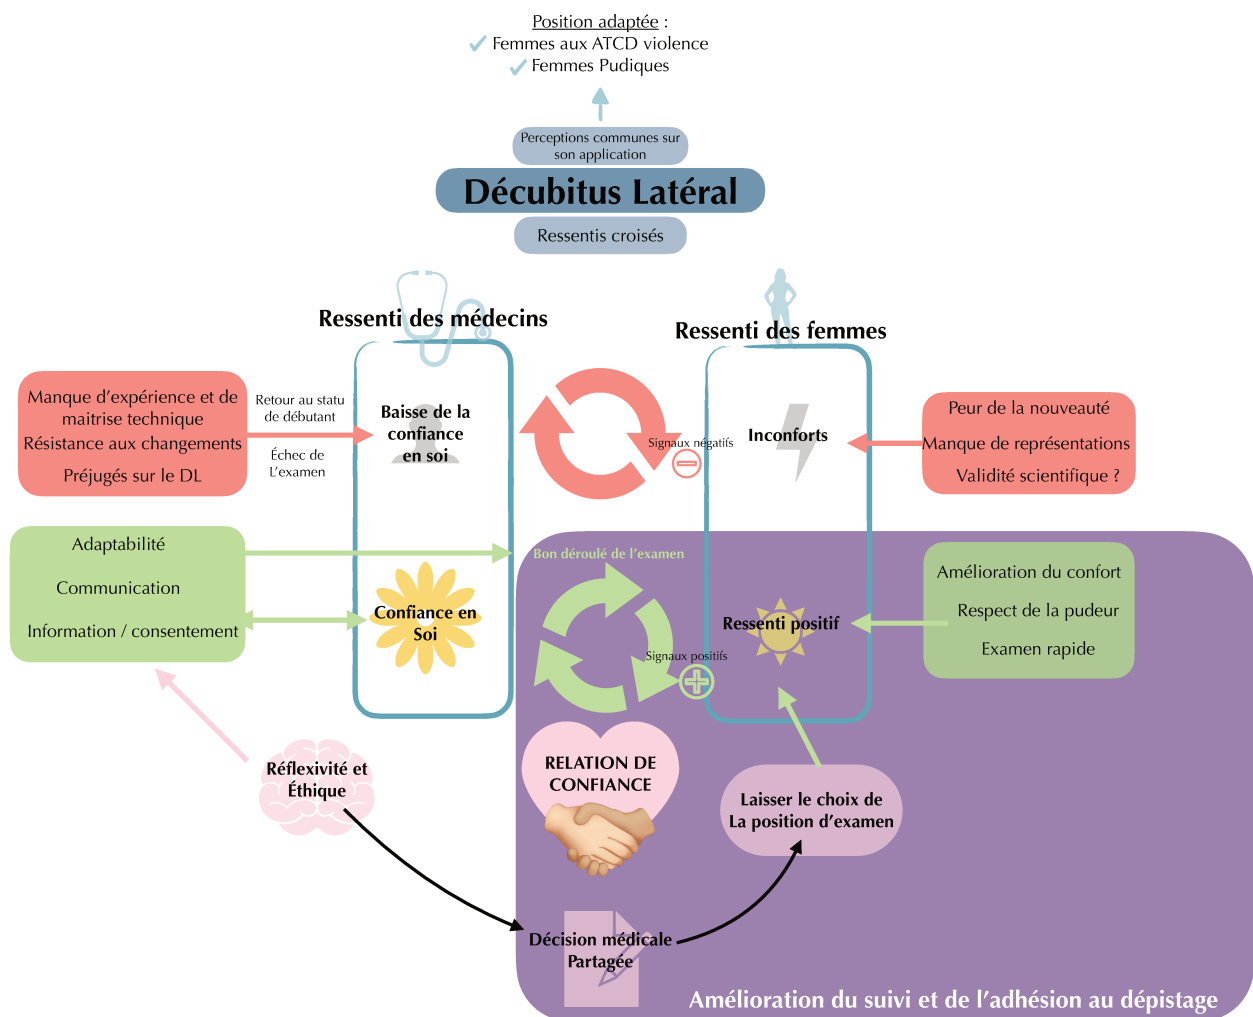 Position adaptée :
Femmes aux ATCD violence
Femmes Pudiques
Perceptions communes sur
son application
Décubitus Latéral
Ressentis croisés
Ressenti des médecins
Ressenti des femmes
Manque d'expérience et de
maitrise technique
Résistance aux changements
Préjugés sur le DL
Retour au statu
de débutant
Échec de
L'examen
Baisse de la
confiance
en soi
Signaux négatifs
Inconforts
Peur de la nouveauté
Manque de représentations
Validité scientifique ?
Adaptabilité
Communication
Information / consentement
Confiance en
Soi
Bon déroulé de l'examen
Signaux positifs
Ressenti positif
Amélioration du confort
Respect de la pudeur
Examen rapide
Réflexivité et
Éthique
RELATION DE
CONFIANCE
Laisser le choix de
La position d'examen
Décision médicale
Partagée
Amélioration du suivi et de l'adhésion au dépistage